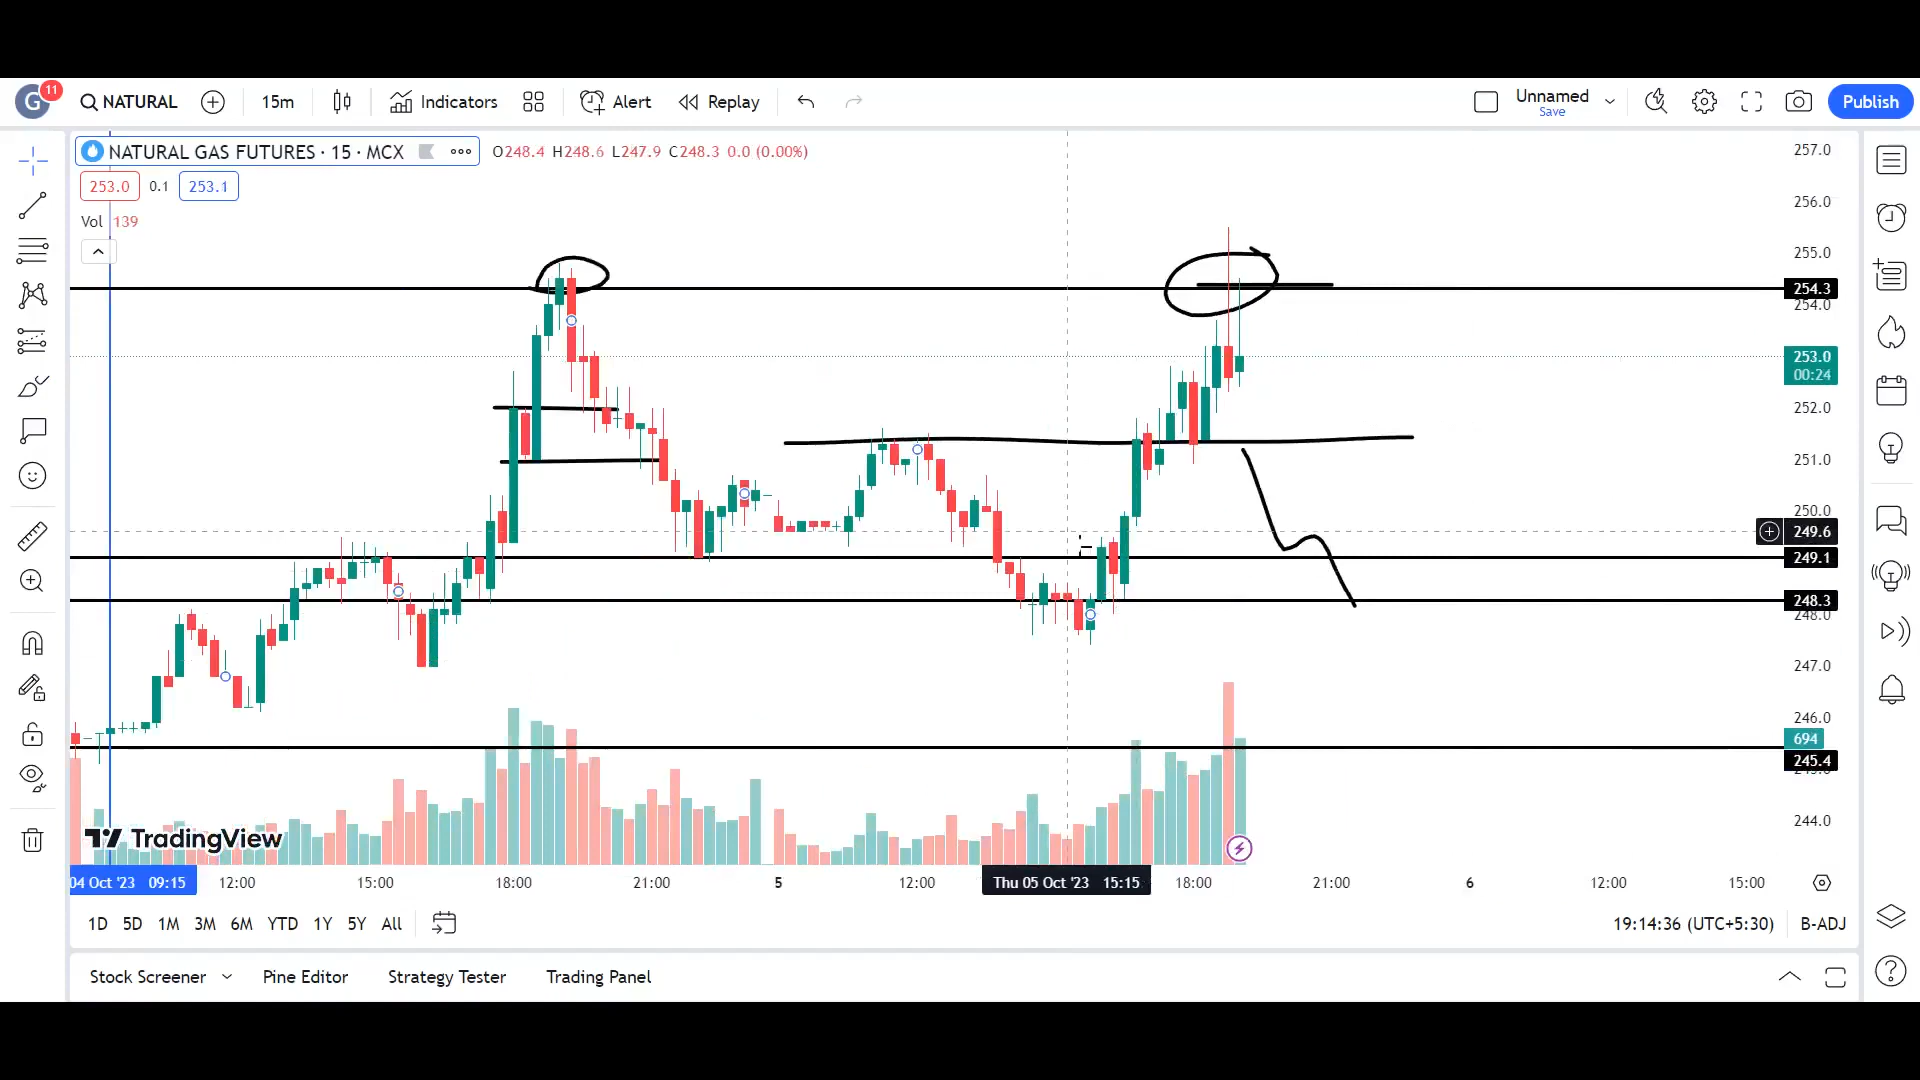 G 11 NATURAL 15m Indicators Alert Replay Unnamed Save Publish
NATURAL GAS FUTURES · 15 · MCX O248.4 H248.6 L247.9 C248.3 0.0 (0.00%)
253.0 0.1 253.1
Vol 139
257.0
256.0
255.0
254.3
254.0
253.0
00:24
252.0
251.0
250.0
249.6
249.1
248.3
248.0
247.0
246.0
694
245.4
244.0
TradingView
04 Oct '23 09:15 12:00 15:00 18:00 21:00 5 12:00 Thu 05 Oct '23 15:15 18:00 21:00 6 12:00 15:00
1D 5D 1M 3M 6M YTD 1Y 5Y All 19:14:36 (UTC+5:30) B-ADJ
Stock Screener Pine Editor Strategy Tester Trading Panel